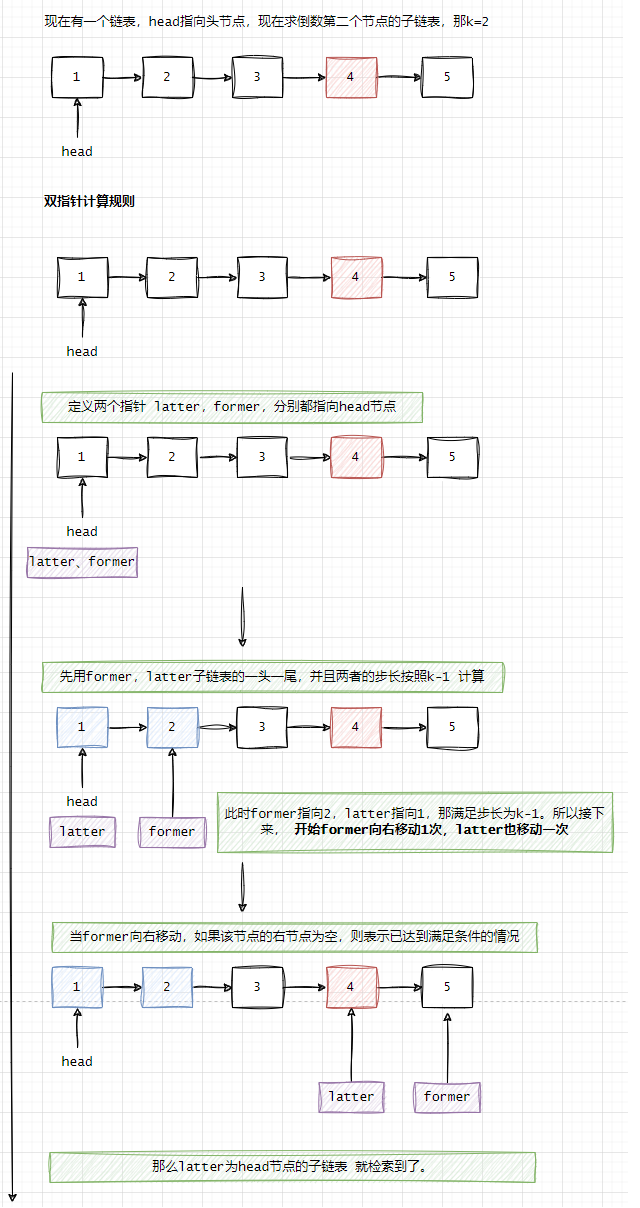 现在有一个链表，head指向头节点，现在求倒数第二个节点的子链表，那k=2
1 2 3 4 5
head
双指针计算规则
1 2 3 4 5
head
定义两个指针 latter，former，分别都指向head节点
1 2 3 4 5
head
latter、former
先用former，latter子链表的一头一尾，并且两者的步长按照k-1 计算
1 2 3 4 5
head
latter former
此时former指向2，latter指向1，那满足步长为k-1。所以接下
来， 开始former向右移动1次，latter也移动一次
当former向右移动，如果该节点的右节点为空，则表示已达到满足条件的情况
1 2 3 4 5
head
latter former
那么latter为head节点的子链表 就检索到了。